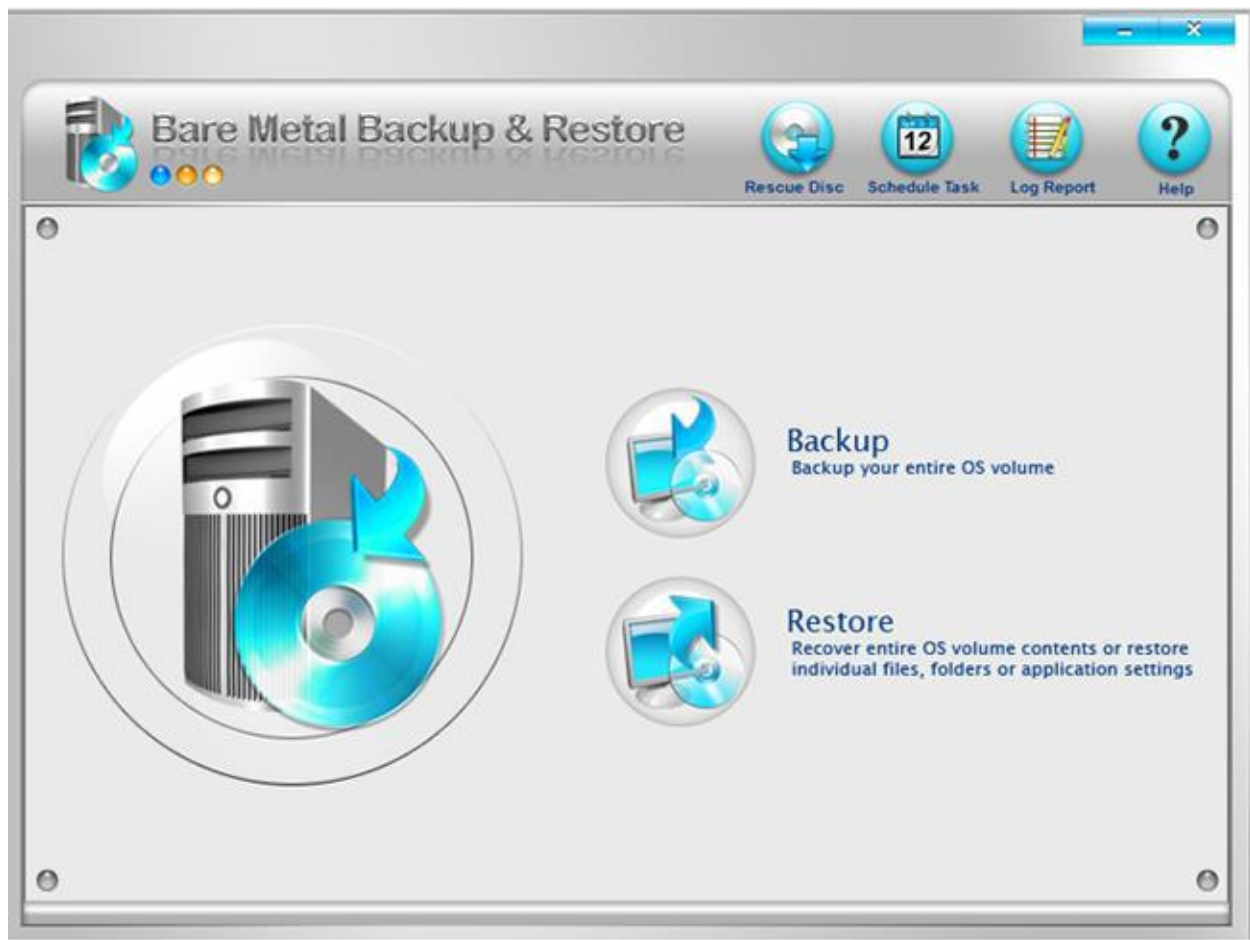 Bare Metal Backup & Restore
Rescue Disc
Schedule Task
12
Log Report
?
Help
Backup
Backup your entire OS volume
Restore
Recover entire OS volume contents or restore
individual files, folders or application settings